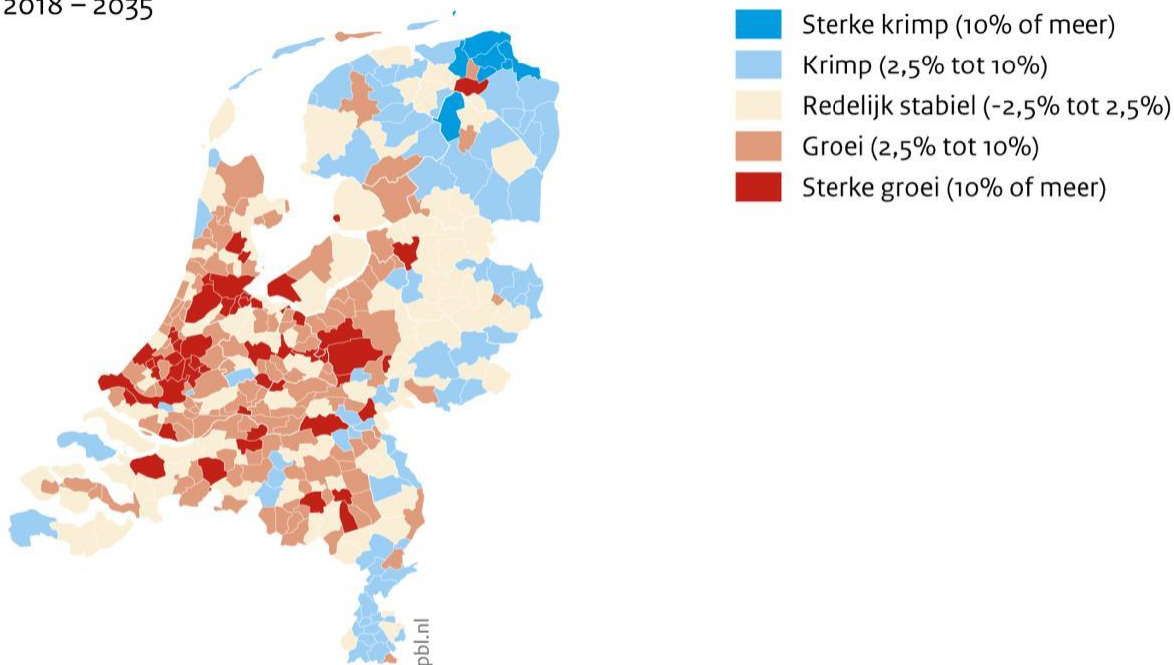 2018 – 2035
Sterke krimp (10% of meer)
Krimp (2,5% tot 10%)
Redelijk stabiel (-2,5% tot 2,5%)
Groei (2,5% tot 10%)
Sterke groei (10% of meer)
pbl.nl